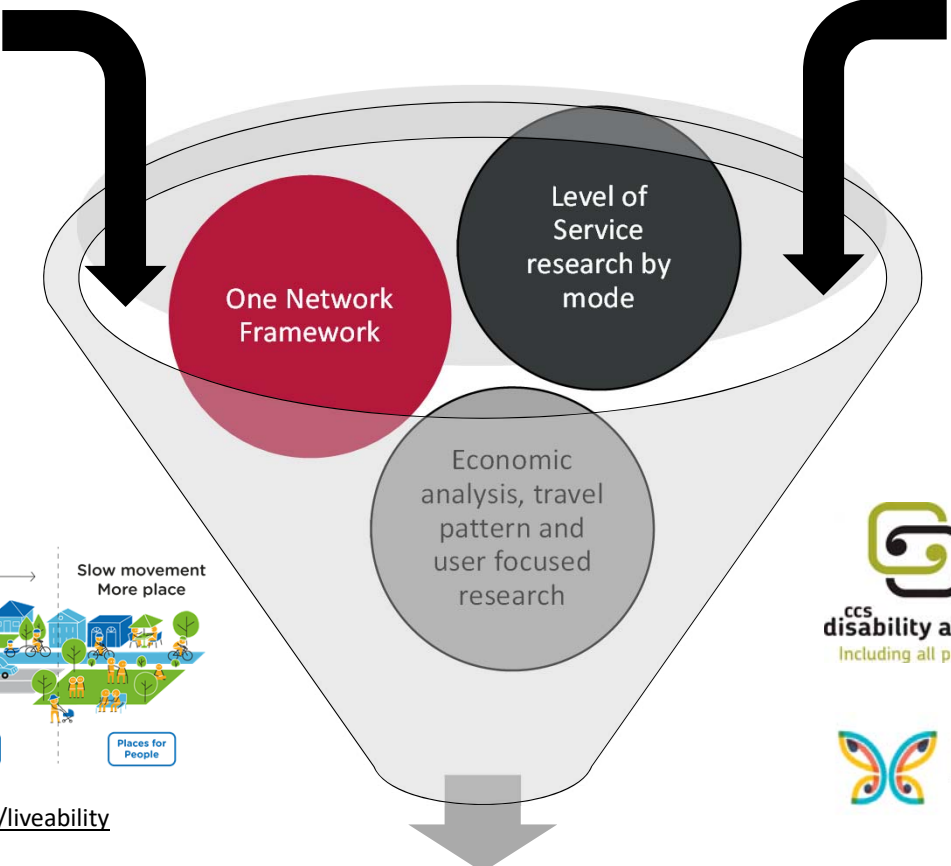 Level of
Service
research by
mode
One Network
Framework
Economic
analysis, travel
pattern and
user focused
research
Slow movement
More place
Places for
People
/liveability
ccs
disability a
Including all p